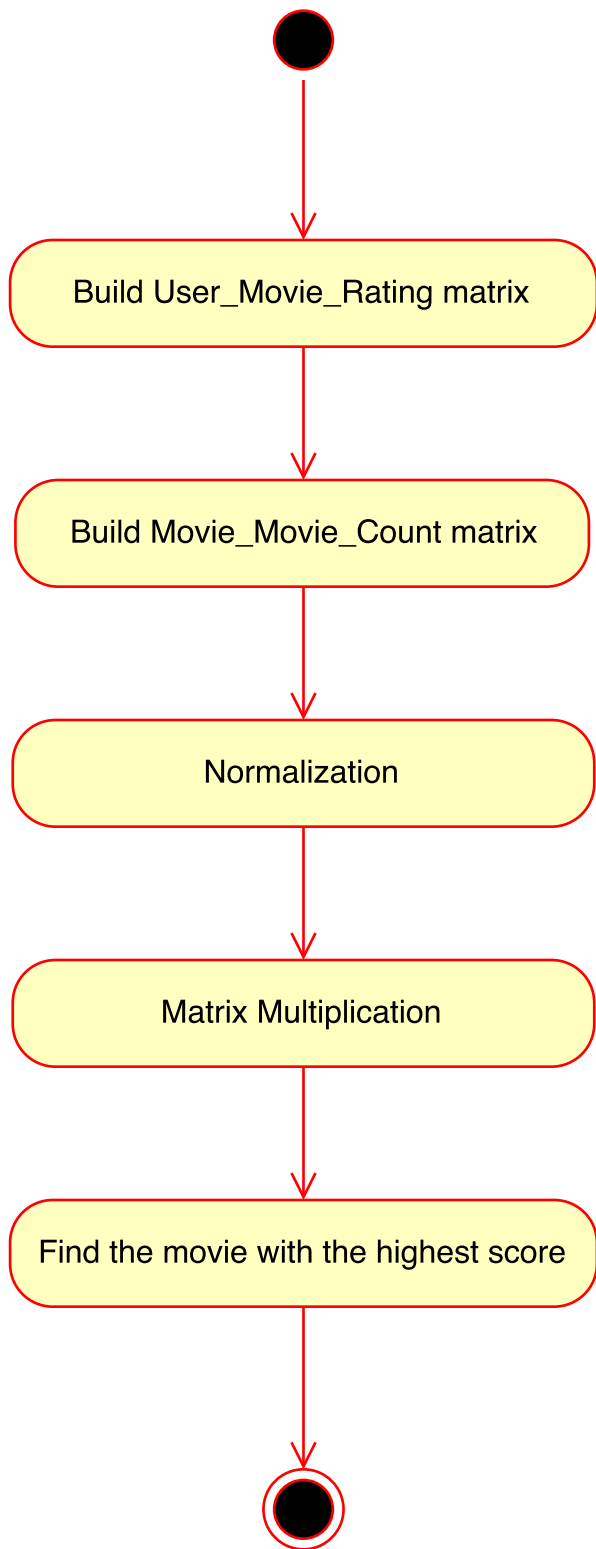 Build User_Movie_Rating matrix
Build Movie_Movie_Count matrix
Normalization
Matrix Multiplication
Find the movie with the highest score